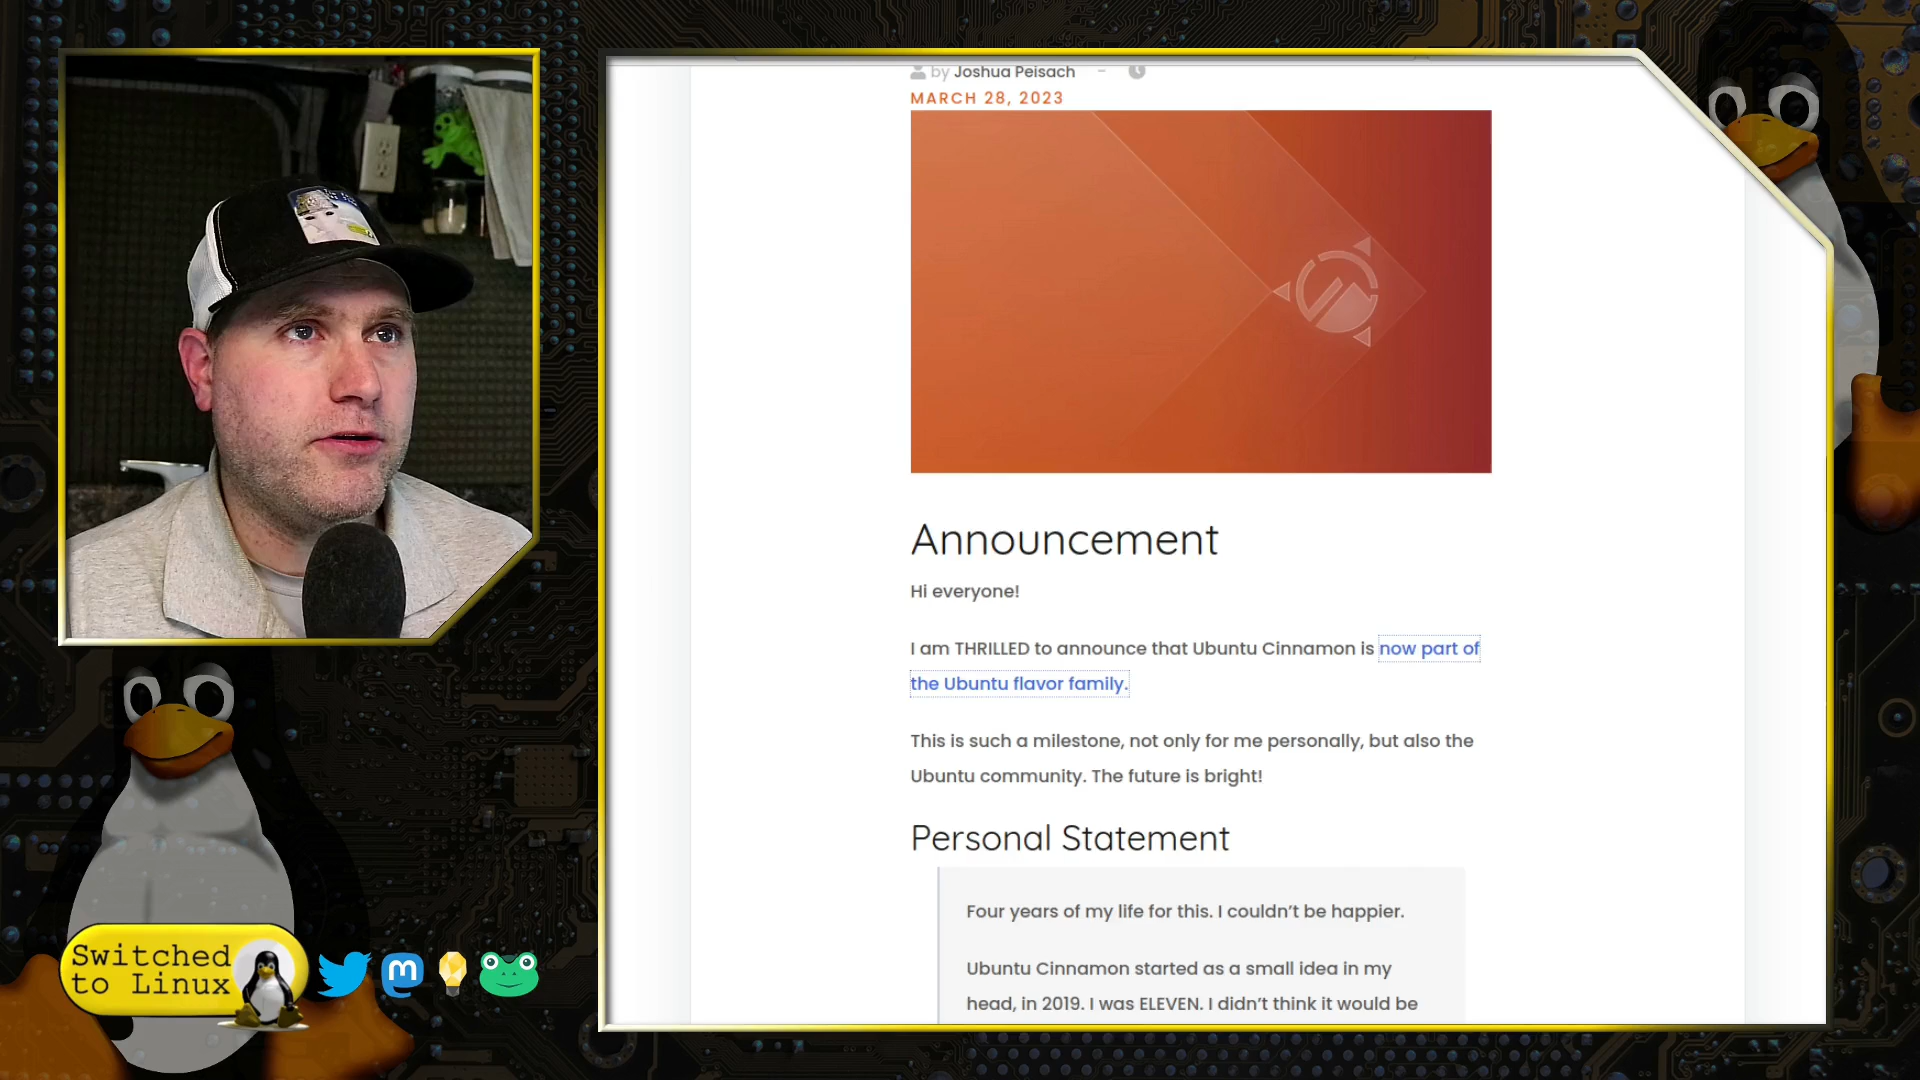 by Joshua Peisach -
MARCH 28, 2023
Announcement
Hi everyone!
I am THRILLED to announce that Ubuntu Cinnamon is now part of
the Ubuntu flavor family.
This is such a milestone, not only for me personally, but also the
Ubuntu community. The future is bright!
Personal Statement
Four years of my life for this. I couldn't be happier.
Ubuntu Cinnamon started as a small idea in my
head, in 2019. I was ELEVEN. I didn't think it would be
Switched
to Linux
m